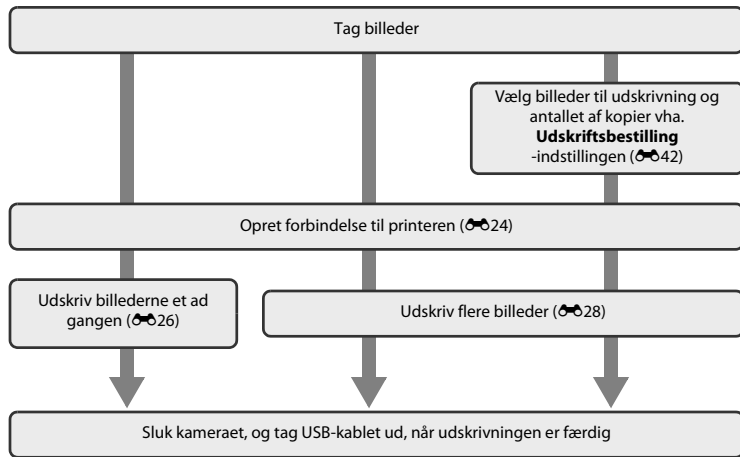 Tag billeder
Vælg billeder til udskrivning og
antallet af kopier vha.
Udskriftsbestilling
-indstillingen (24642)
Opret forbindelse til printeren (24)
Udskriv billederne et ad
gangen (26)
Udskriv flere billeder (28)
Sluk kameraet, og tag USB-kablet ud, når udskrivningen er færdig